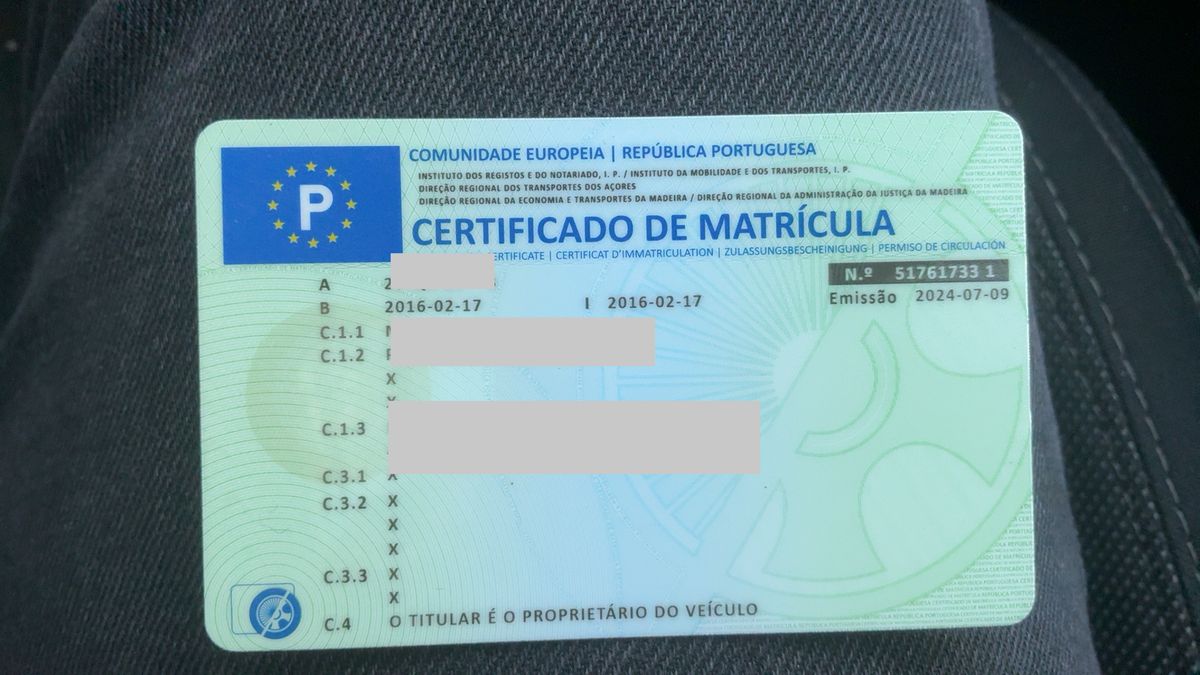 P
COMUNIDADE EUROPEIA | REPÚBLICA PORTUGUESA
INSTITUTO DOS REGISTOS E DO NOTARIADO, I. P. / INSTITUTO DA MOBILIDADE E DOS TRANSPORTES, I. P.
DIREÇÃO REGIONAL DOS TRANSPORTES DOS AÇORES
DIREÇÃO REGIONAL DA ECONOMIA E TRANSPORTES DA MADEIRA / DIREÇÃO REGIONAL DA ADMINISTRAÇÃO DA JUSTIÇA DA MADEIRA
CERTIFICADO DE MATRÍCULA
CERTIFICAT D'IMMATRICULATION | ZULASSUNGSBESCHEINIGUNG | PERMISO DE CIRCULACIÓN
A N.º 51761733 1
B 2016-02-17 I 2016-02-17 Emissão 2024-07-09
C.1.1
C.1.2
X
C.1.3
C.3.1 X
C.3.2 X
X
X
C.3.3 X
X
C.4 O TITULAR É O PROPRIETÁRIO DO VEÍCULO